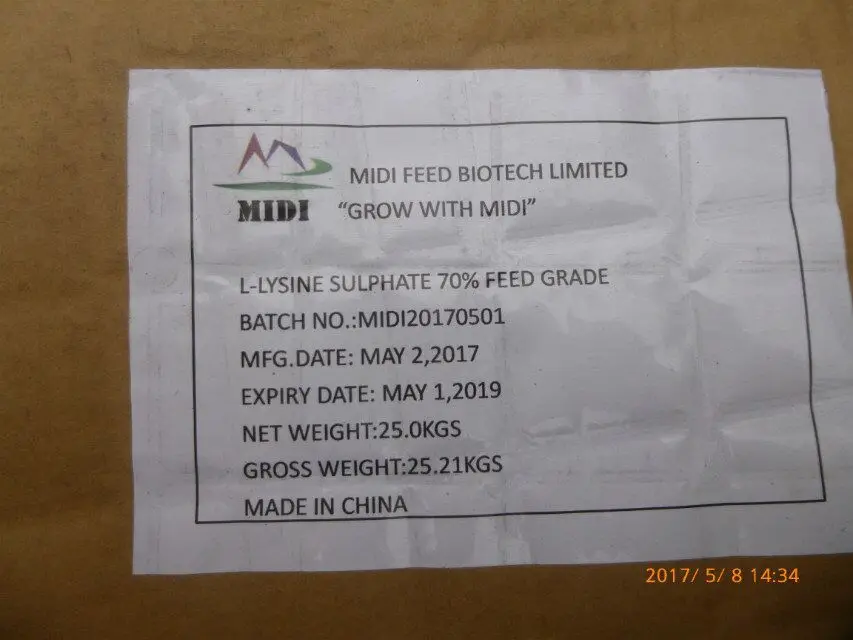 MIDI FEED BIOTECH LIMITED
MIDI "GROW WITH MIDI"
L-LYSINE SULPHATE 70% FEED GRADE
BATCH NO.:MIDI20170501
MFG.DATE: MAY 2,2017
EXPIRY DATE: MAY 1,2019
NET WEIGHT:25.0KGS
GROSS WEIGHT:25.21KGS
MADE IN CHINA
2017/ 5/ 8 14:34